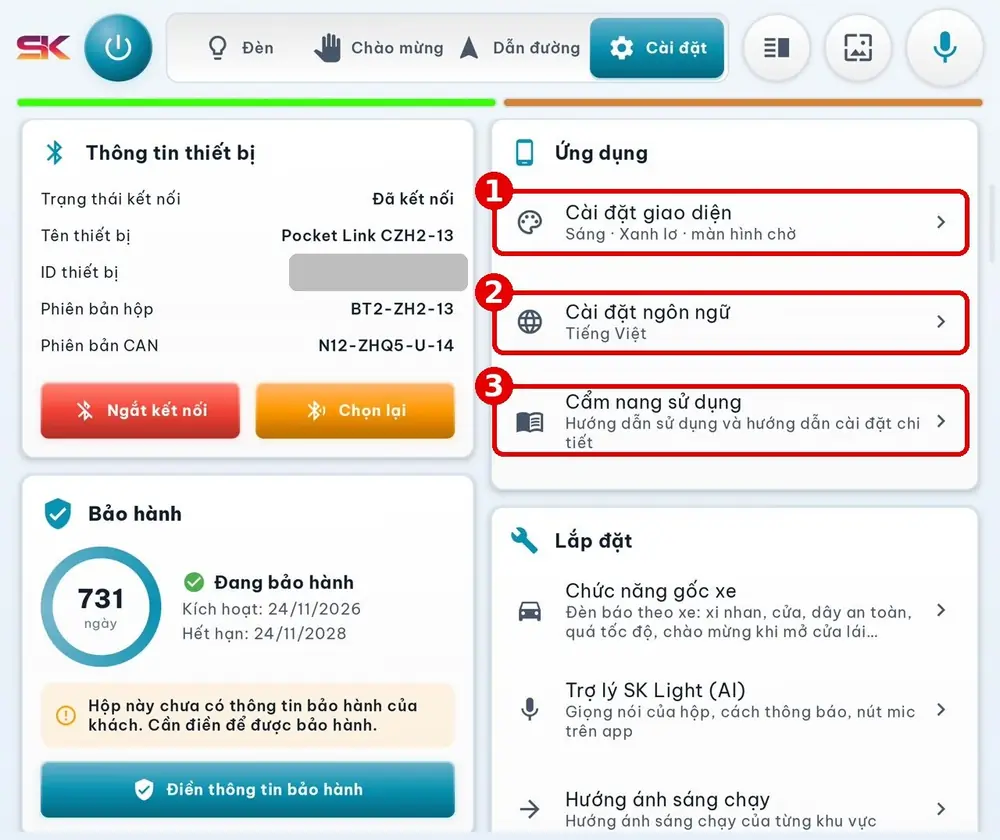 SK
Đèn
Chào mừng
Dẫn đường
Cài đặt
Thông tin thiết bị
Trạng thái kết nối
Đã kết nối
Tên thiết bị
Pocket Link CZH2-13
ID thiết bị
Phiên bản hộp
BT2-ZH2-13
Phiên bản CAN
N12-ZHQ5-U-14
Ngắt kết nối
Chọn lại
Bảo hành
731
ngày
Đang bảo hành
Kích hoạt: 24/11/2026
Hết hạn: 24/11/2028
Hộp này chưa có thông tin bảo hành của
khách. Cần điền để được bảo hành.
Điền thông tin bảo hành
Ứng dụng
1
Cài đặt giao diện
Sáng · Xanh lơ · màn hình chờ
2
Cài đặt ngôn ngữ
Tiếng Việt
3
Cẩm nang sử dụng
Hướng dẫn sử dụng và hướng dẫn cài đặt chi
tiết
Lắp đặt
Chức năng gốc xe
Đèn báo theo xe: xi nhan, cửa, dây an toàn,
quá tốc độ, chào mừng khi mở cửa lái...
Trợ lý SK Light (AI)
Giọng nói của hộp, cách thông báo, nút mic
trên app
Hướng ánh sáng chạy
Hướng ánh sáng chạy của từng khu vực